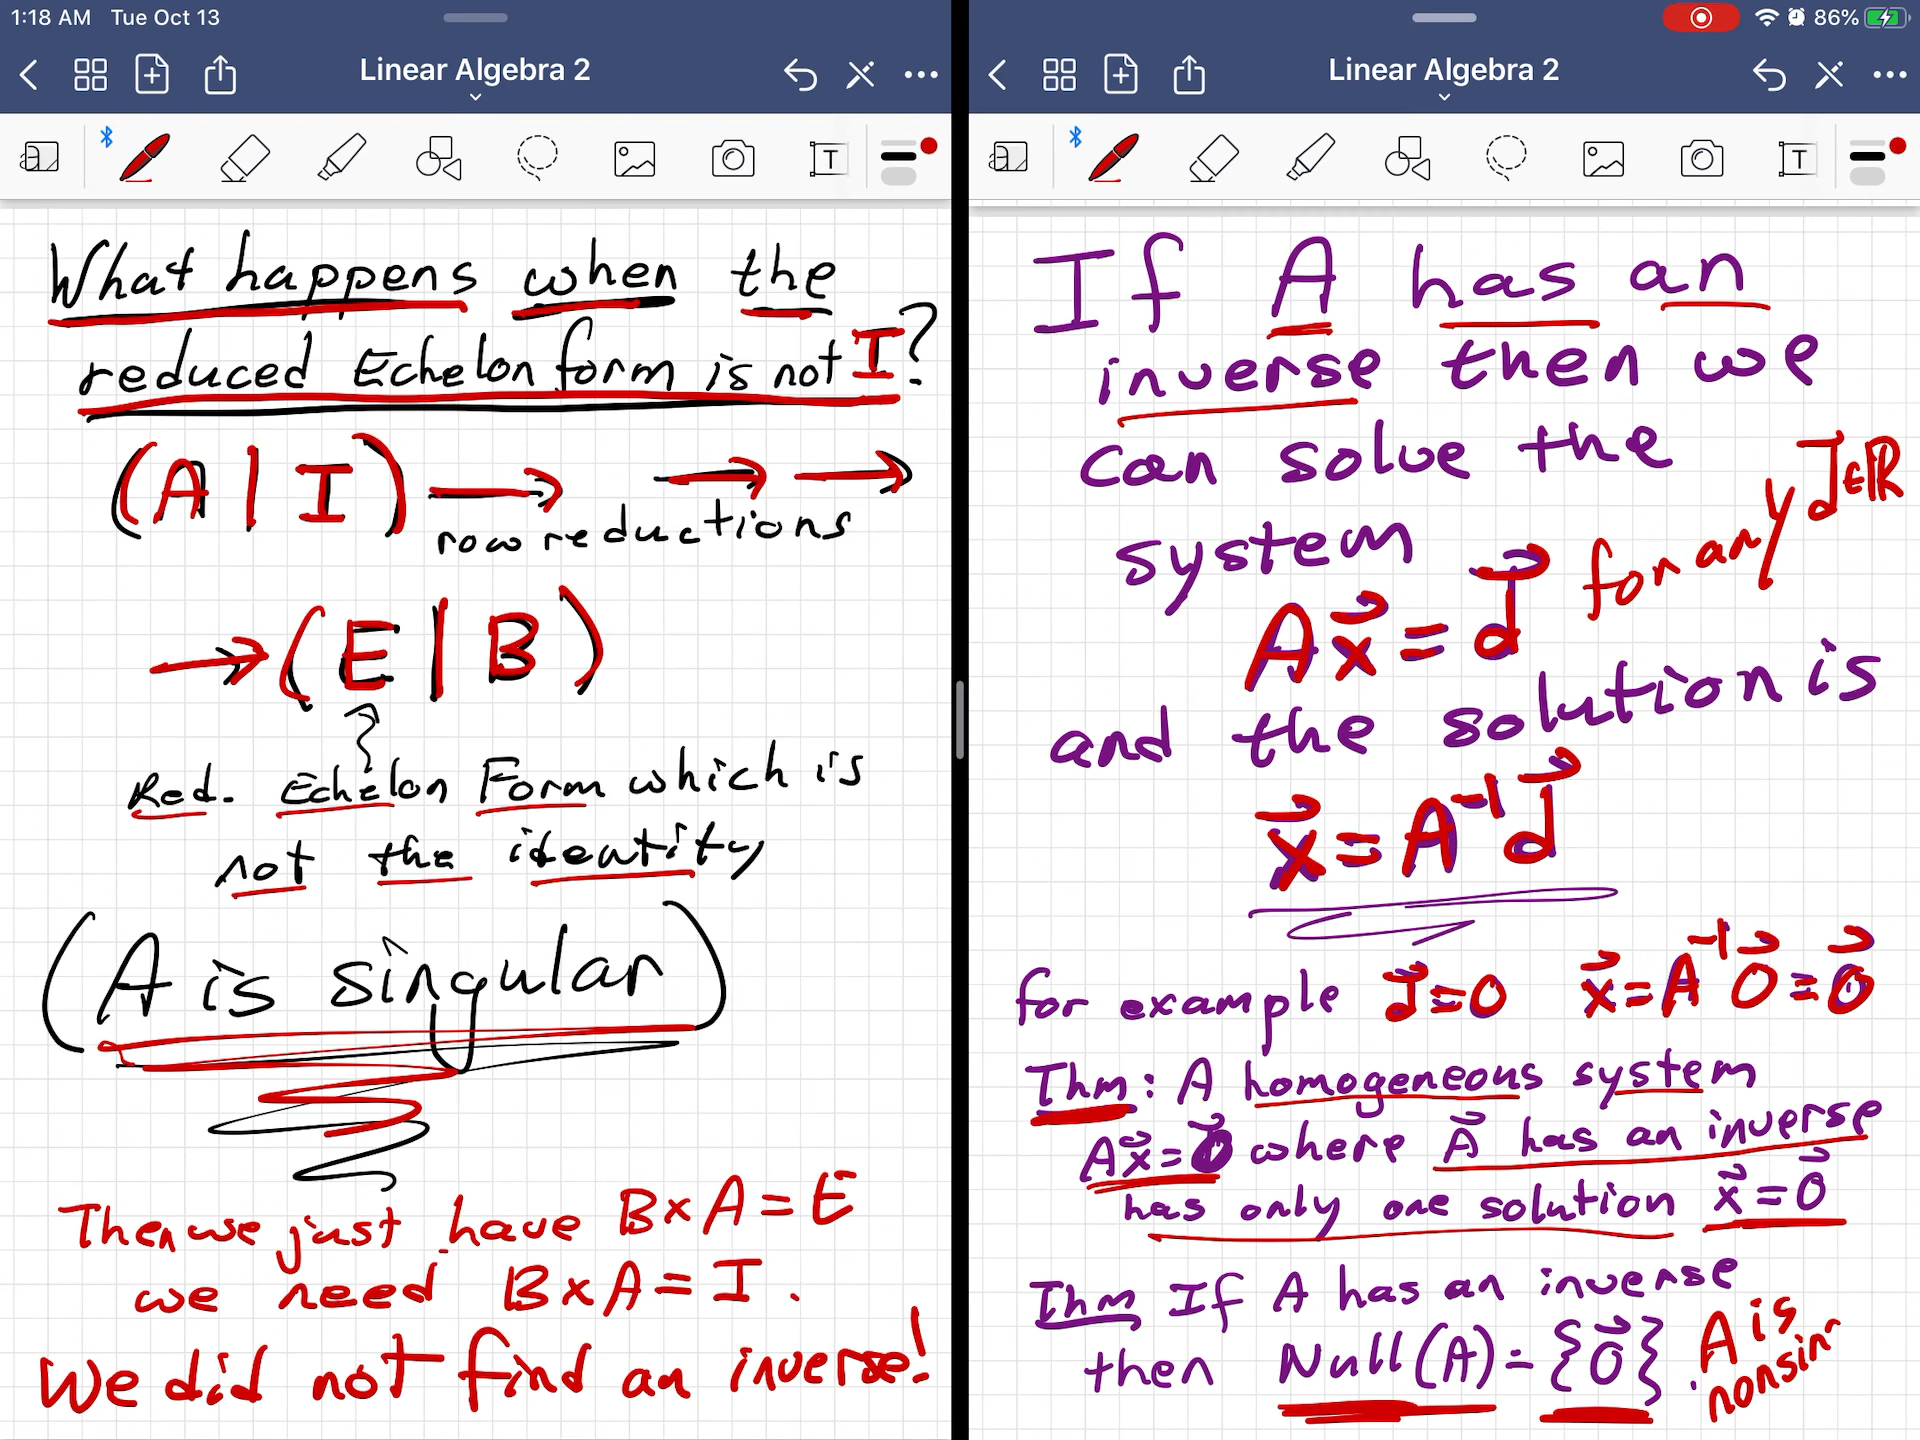 1:18 AM Tue Oct 13
Linear Algebra 2
What happens when the
reduced Echelon form is not I?
(A | I) → → →
row reductions
→ (E | B)
Red. Echelon Form which is
not the identity
(A is singular)
Then we just have B×A = E
we need B×A = I.
We did not find an inverse!
86%
Linear Algebra 2
If A has an
inverse then we
can solve the
system for any d⃗∈ℝ
Ax⃗ = d⃗
and the solution is
x⃗ = A⁻¹d⃗
for example d⃗=0 x⃗=A⁻¹0⃗=0⃗
Thm: A homogeneous system
Ax⃗=0⃗ where A⃗ has an inverse
has only one solution x⃗=0⃗
Thm If A has an inverse
then Null(A) = {0⃗}. A is
nonsin